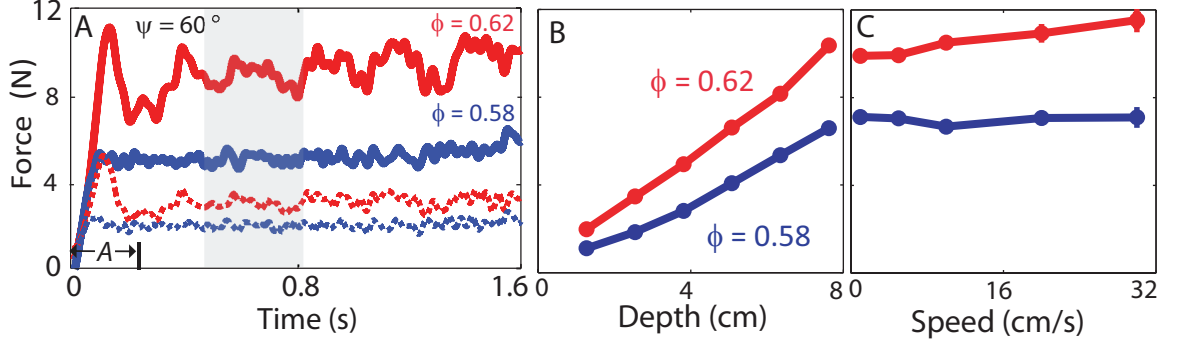 A
ψ = 60°
ϕ = 0.62
ϕ = 0.58
A
12
8
4
0
Force (N)
0
0.8
1.6
Time (s)
B
ϕ = 0.62
ϕ = 0.58
0
4
8
Depth (cm)
C
0
16
32
Speed (cm/s)